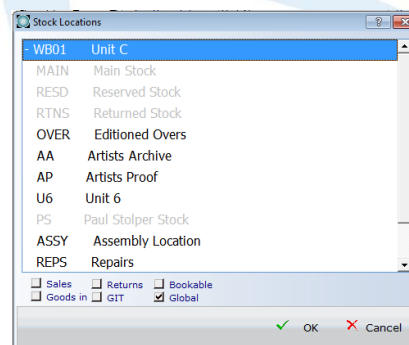 Stock Locations
- WB01 Unit C
MAIN Main Stock
RESD Reserved Stock
RTNS Returned Stock
OVER Editioned Overs
AA Artists Archive
AP Artists Proof
U6 Unit 6
PS Paul Stolper Stock
ASSY Assembly Location
REPS Repairs
Sales Returns Bookable
Goods in GIT Global
OK Cancel